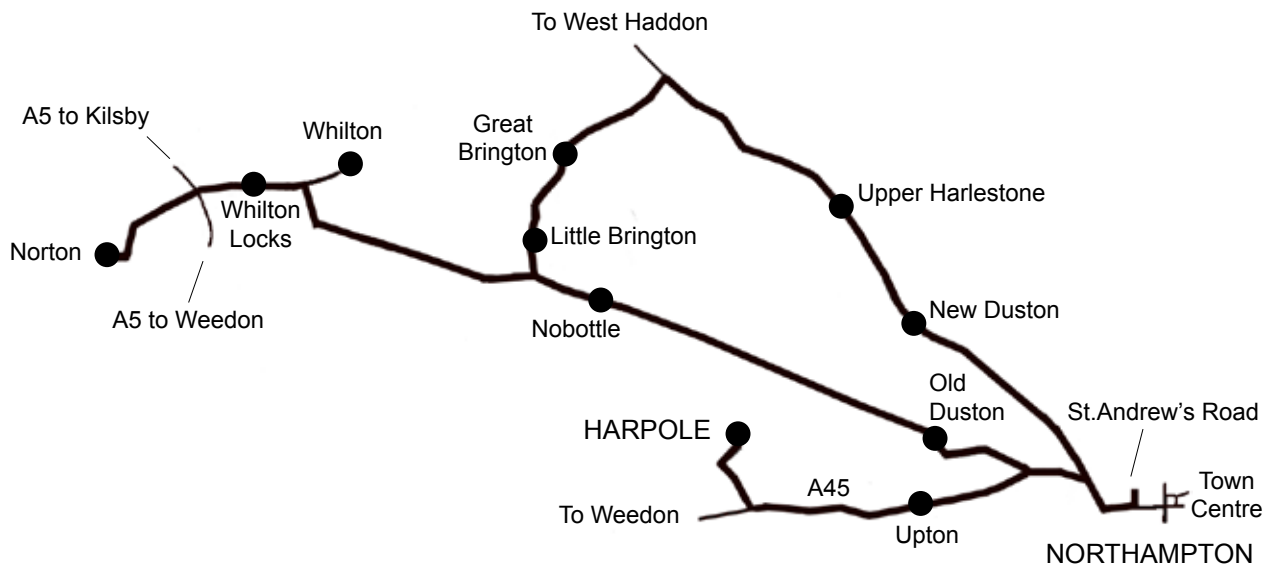 To West Haddon
A5 to Kilsby
Whilton
Great
Brington
Upper Harlestone
Whilton
Locks
Little Brington
Norton
A5 to Weedon
Nobottle
New Duston
Old
Duston
St.Andrew's Road
HARPOLE
A45
Town
Centre
To Weedon
Upton
NORTHAMPTON